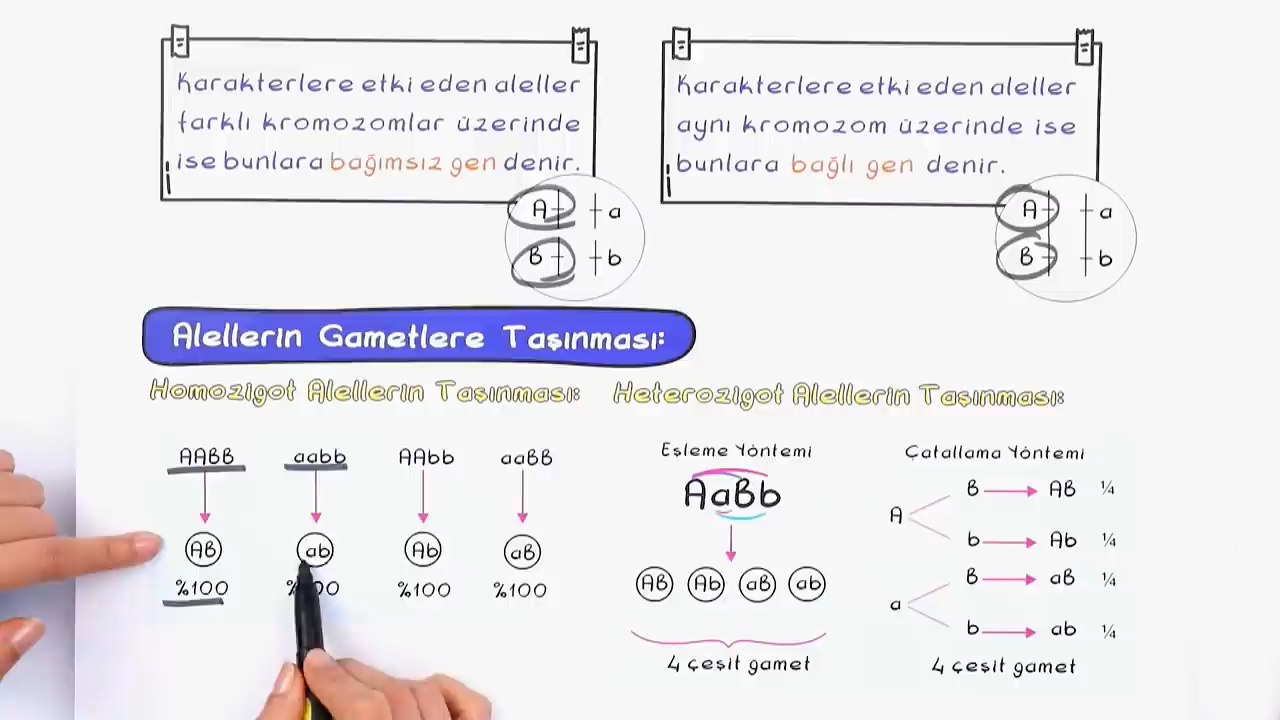 Karakterlere etki eden aleller
farklı kromozomlar üzerinde
ise bunlara bağımsız gen denir.
A a
B b
Karakterlere etki eden aleller
aynı kromozom üzerinde ise
bunlara bağlı gen denir.
A a
B b
Alellerin Gametlere Taşınması:
Homozigot Alellerin Taşınması:
AABB aabb AAbb aaBB
AB ab Ab aB
%100 %100 %100
Heterozigot Alellerin Taşınması:
Eşleme Yöntemi
AaBb
AB Ab aB ab
4 çeşit gamet
Çatallama Yöntemi
B AB ¼
A
b Ab ¼
B aB ¼
a
b ab ¼
4 çeşit gamet